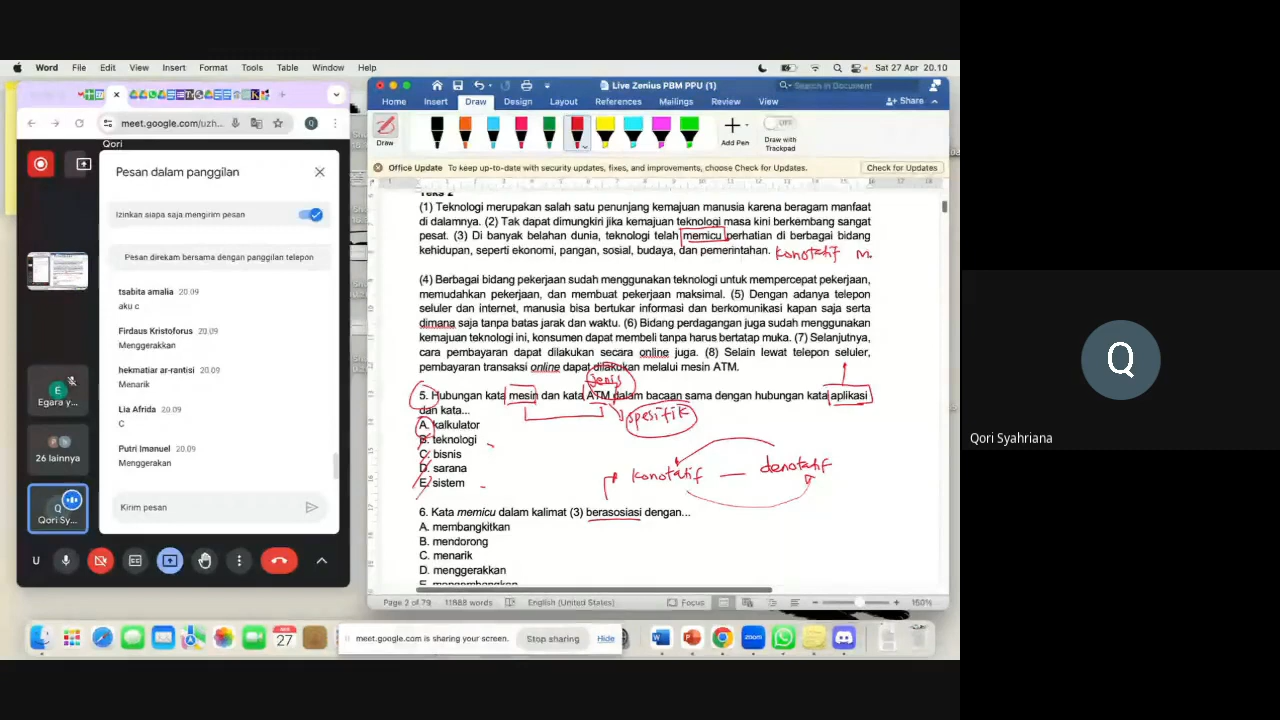 Word File Edit View Insert Format Tools Table Window Help
Sat 27 Apr 20.10
meet.google.com/uzh...
Q
Qori
Pesan dalam panggilan
Izinkan siapa saja mengirim pesan
Pesan direkam bersama dengan panggilan telepon
tsabita amalia 20.09
aku c
Firdaus Kristoforus 20.09
Menggerakkan
hekmatiar ar-rantisi 20.09
Menarik
Lia Afrida 20.09
C
Putri Imanuel 20.09
Menggerakan
Kirim pesan
E
Egara y...
26 lainnya
Q
Qori Sy...
U
Live Zenius PBM PPU (1)
Search in Document
Home Insert Draw Design Layout References Mailings Review View
Share
Draw
Add Pen
OFF
Draw with
Trackpad
Office Update To keep up-to-date with security updates, fixes, and improvements, choose Check for Updates.
Check for Updates
Teks 2
(1) Teknologi merupakan salah satu penunjang kemajuan manusia karena beragam manfaat
di dalamnya. (2) Tak dapat dimungkiri jika kemajuan teknologi masa kini berkembang sangat
pesat. (3) Di banyak belahan dunia, teknologi telah memicu perhatian di berbagai bidang
kehidupan, seperti ekonomi, pangan, sosial, budaya, dan pemerintahan.
konotatif m.
(4) Berbagai bidang pekerjaan sudah menggunakan teknologi untuk mempercepat pekerjaan,
memudahkan pekerjaan, dan membuat pekerjaan maksimal. (5) Dengan adanya telepon
seluler dan internet, manusia bisa bertukar informasi dan berkomunikasi kapan saja serta
dimana saja tanpa batas jarak dan waktu. (6) Bidang perdagangan juga sudah menggunakan
kemajuan teknologi ini, konsumen dapat membeli tanpa harus bertatap muka. (7) Selanjutnya,
cara pembayaran dapat dilakukan secara online juga. (8) Selain lewat telepon seluler,
pembayaran transaksi online dapat dilakukan melalui mesin ATM.
jenis
5. Hubungan kata mesin dan kata ATM dalam bacaan sama dengan hubungan kata aplikasi
dan kata...
spesifik
A. kalkulator
B. teknologi
C. bisnis
D. sarana
E. sistem
konotatif — denotatif
6. Kata memicu dalam kalimat (3) berasosiasi dengan...
A. membangkitkan
B. mendorong
C. menarik
D. menggerakkan
E. mengembangkan
Page 2 of 79 11888 words English (United States) Focus 150%
27
meet.google.com is sharing your screen. Stop sharing Hide
zoom
Q
Qori Syahriana